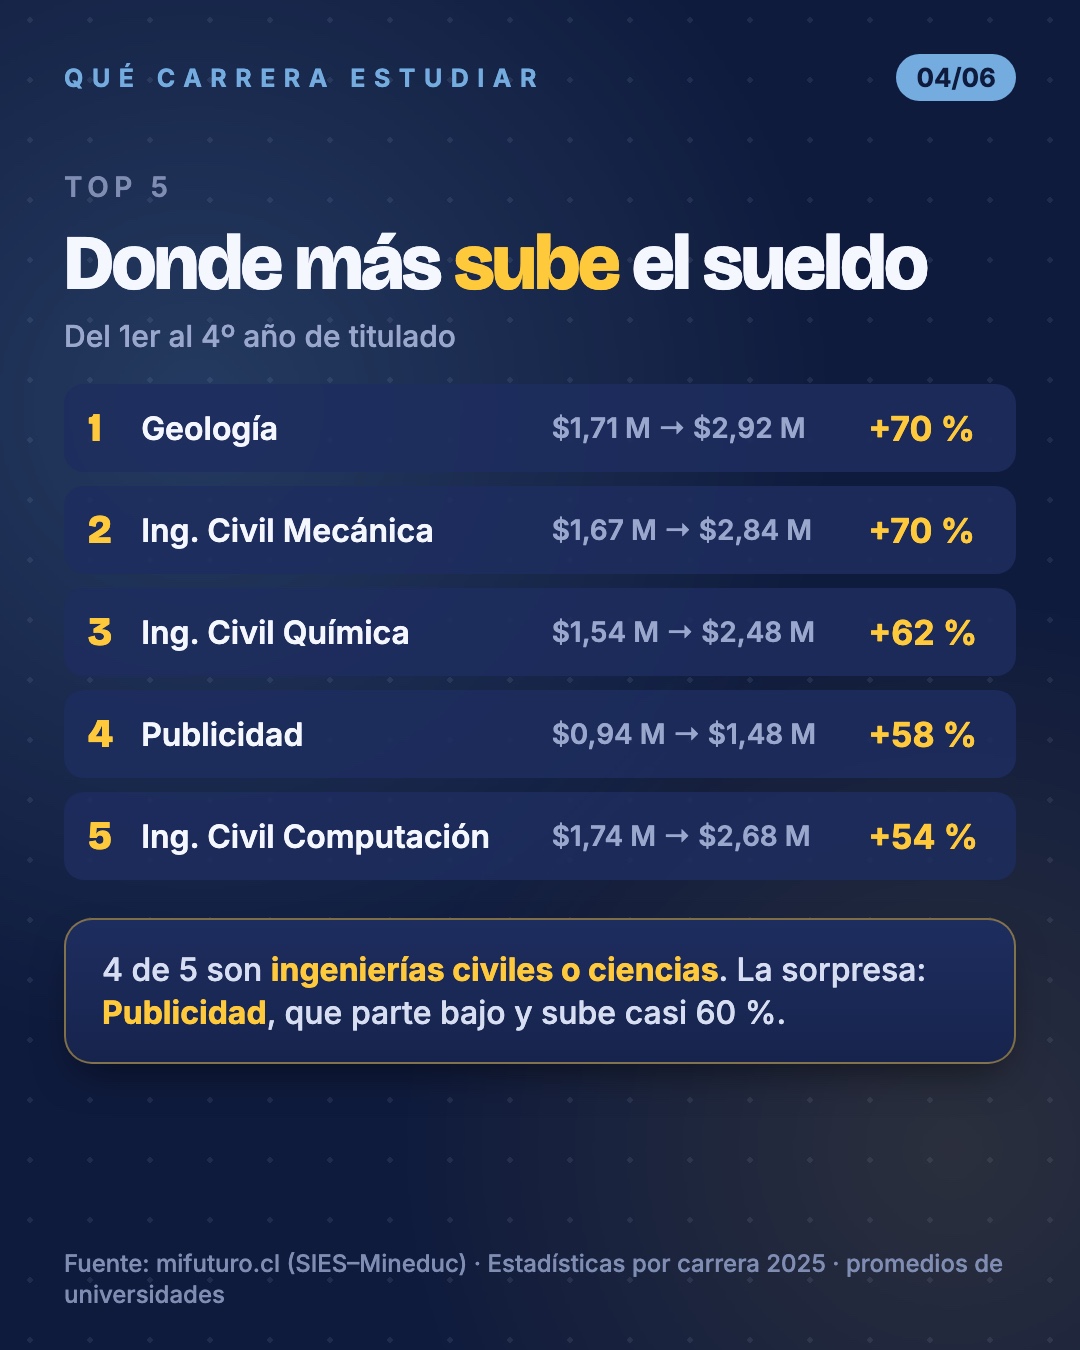 QUÉ CARRERA ESTUDIAR
04/06
TOP 5
Donde más sube el sueldo
Del 1er al 4º año de titulado
1 Geología $1,71 M → $2,92 M +70 %
2 Ing. Civil Mecánica $1,67 M → $2,84 M +70 %
3 Ing. Civil Química $1,54 M → $2,48 M +62 %
4 Publicidad $0,94 M → $1,48 M +58 %
5 Ing. Civil Computación $1,74 M → $2,68 M +54 %
4 de 5 son ingenierías civiles o ciencias. La sorpresa:
Publicidad, que parte bajo y sube casi 60 %.
Fuente: mifuturo.cl (SIES–Mineduc) · Estadísticas por carrera 2025 · promedios de
universidades